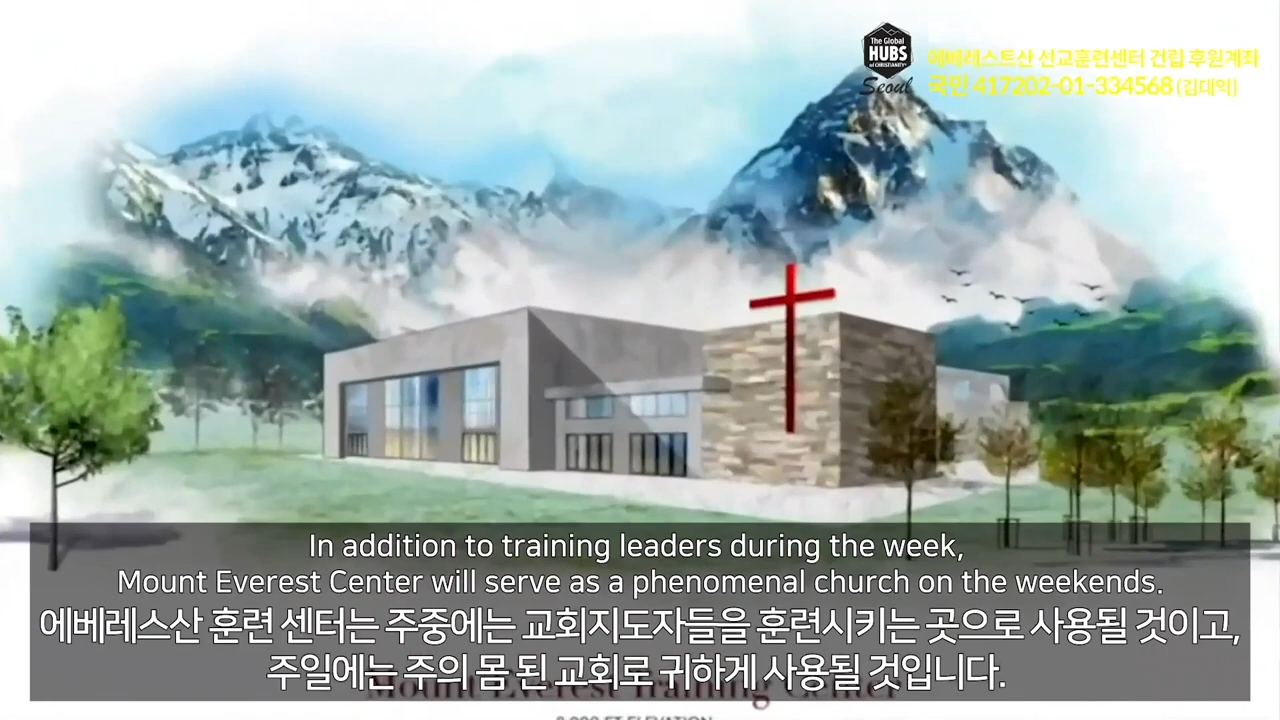 The Global
HUBS
of CHRISTIANITY
Seoul
에베레스트산 선교훈련센터 건립 후원계좌
국민 417202-01-334568 (김대억)
In addition to training leaders during the week,
Mount Everest Center will serve as a phenomenal church on the weekends.
에베레스산 훈련 센터는 주중에는 교회지도자들을 훈련시키는 곳으로 사용될 것이고,
주일에는 주의 몸 된 교회로 귀하게 사용될 것입니다.
Mount Everest Training Center